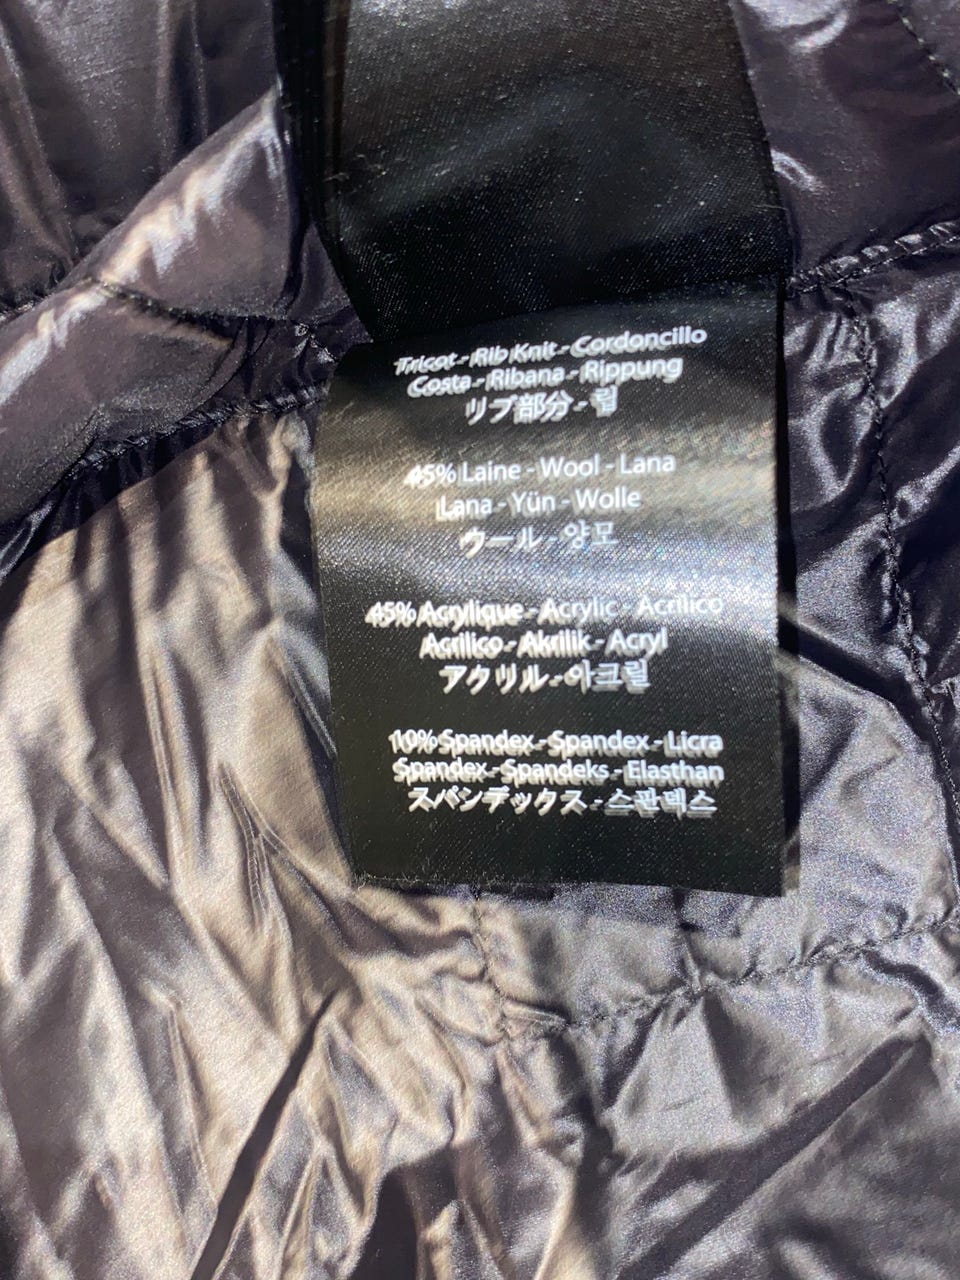 Tricot - Rib Knit - Cordoncillo
Costa - Ribana - Rippung
リブ部分 - 립
45% Laine - Wool - Lana
Lana - Yün - Wolle
ウール - 양모
45% Acrylique - Acrylic - Acrilico
Acrilico - Akrilik - Acryl
アクリル - 아크릴
10% Spandex - Spandex - Licra
Spandex - Spandeks - Elasthan
スパンデックス - 스판덱스